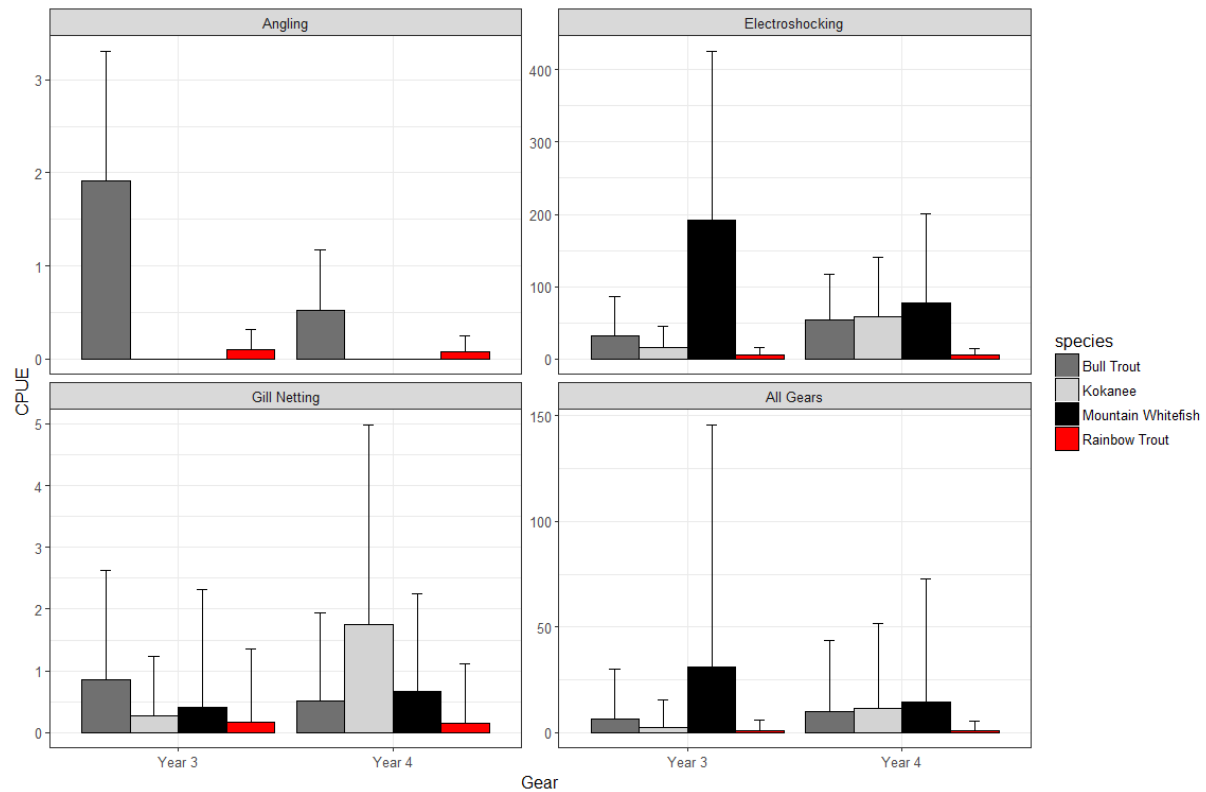 Angling
Electroshocking
3
2
1
0
400
300
200
100
0
CPUE
Gill Netting
All Gears
5
4
3
2
1
0
150
100
50
0
Year 3
Year 4
Year 3
Year 4
Gear
species
Bull Trout
Kokanee
Mountain Whitefish
Rainbow Trout